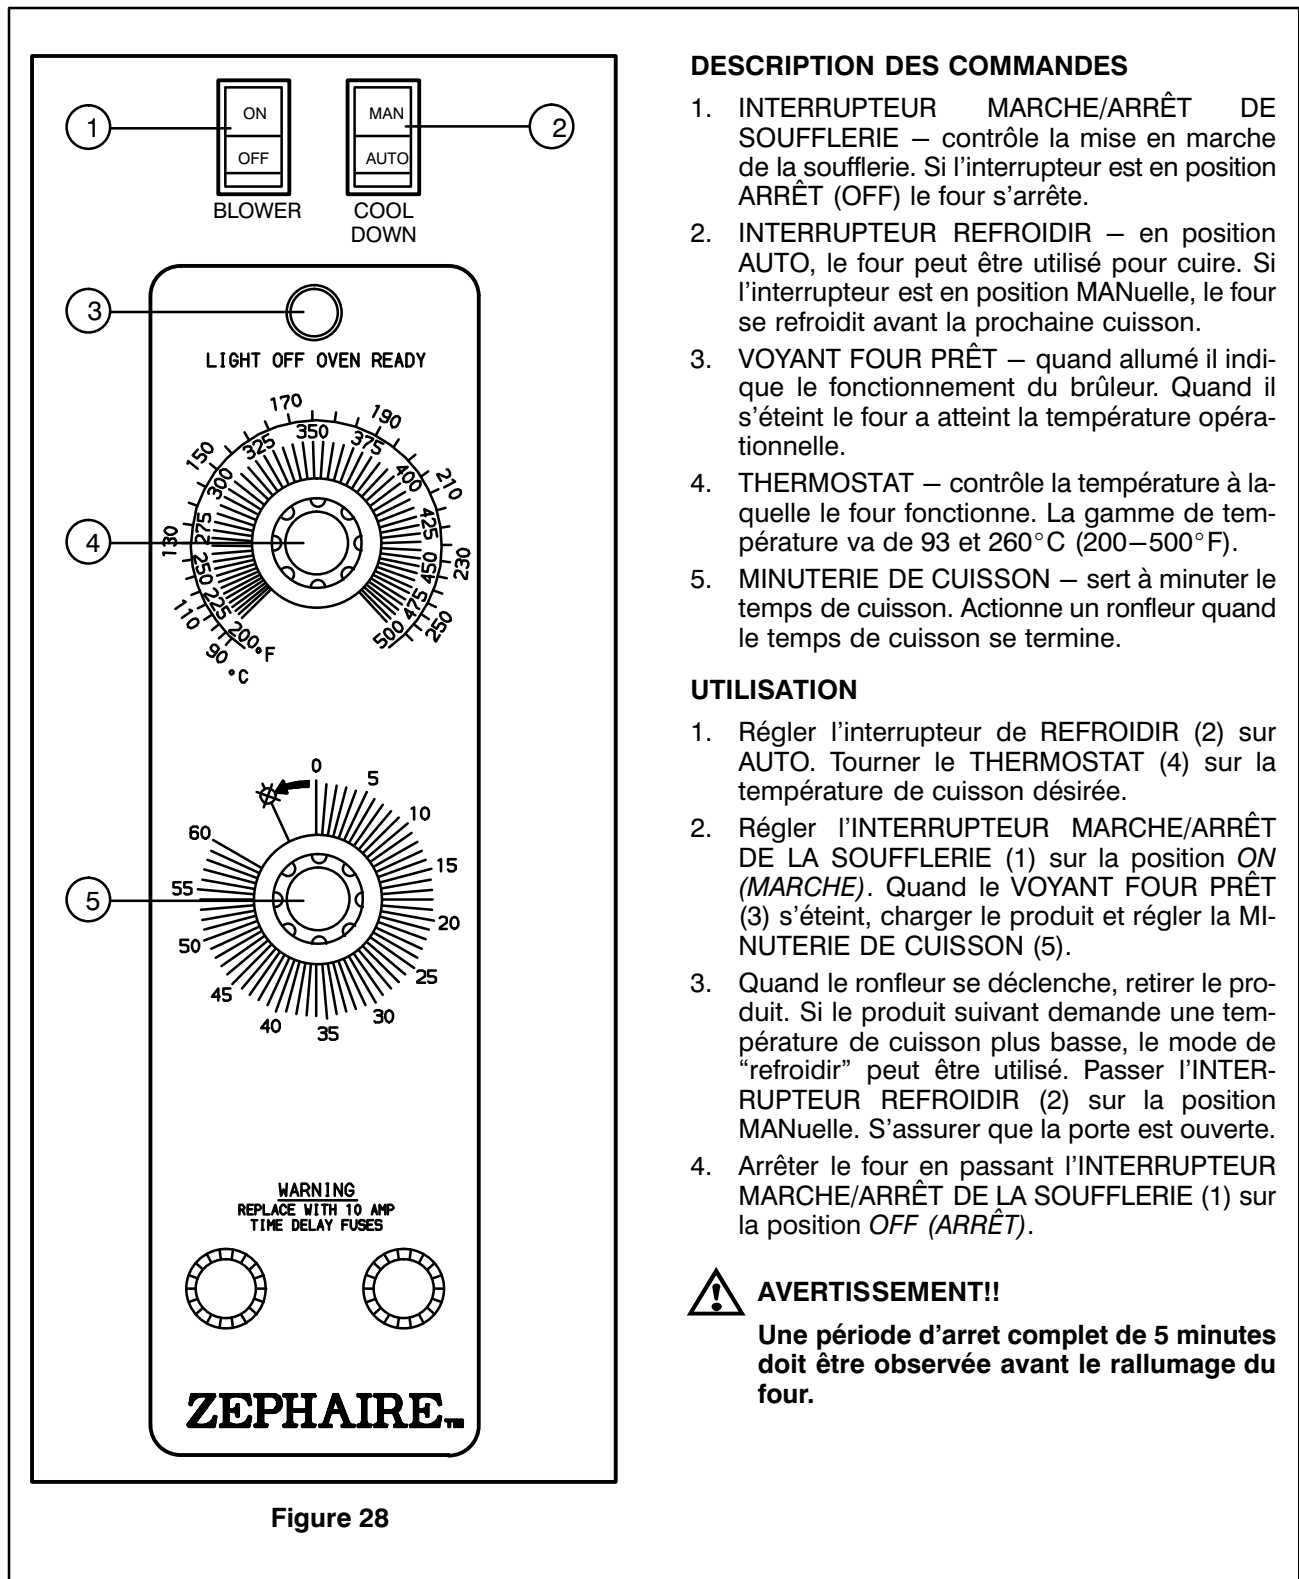 1
ON
OFF
BLOWER
MAN
AUTO
COOL
DOWN
2
3
LIGHT OFF OVEN READY
170
190
150
350
325
375
300
400
210
275
425
130
4
250
450
230
225
475
110
200°F
500
250
90
°C
0
5
10
60
15
55
5
20
50
25
45
30
40
35
WARNING
REPLACE WITH 10 AMP
TIME DELAY FUSES
ZEPHAIRE™
Figure 28
DESCRIPTION DES COMMANDES
1. INTERRUPTEUR MARCHE/ARRÊT DE
SOUFFLERIE – contrôle la mise en marche
de la soufflerie. Si l’interrupteur est en position
ARRÊT (OFF) le four s’arrête.
2. INTERRUPTEUR REFROIDIR – en position
AUTO, le four peut être utilisé pour cuire. Si
l’interrupteur est en position MANuelle, le four
se refroidit avant la prochaine cuisson.
3. VOYANT FOUR PRÊT – quand allumé il indi-
que le fonctionnement du brûleur. Quand il
s’éteint le four a atteint la température opéra-
tionnelle.
4. THERMOSTAT – contrôle la température à la-
quelle le four fonctionne. La gamme de tem-
pérature va de 93 et 260°C (200–500°F).
5. MINUTERIE DE CUISSON – sert à minuter le
temps de cuisson. Actionne un ronfleur quand
le temps de cuisson se termine.
UTILISATION
1. Régler l’interrupteur de REFROIDIR (2) sur
AUTO. Tourner le THERMOSTAT (4) sur la
température de cuisson désirée.
2. Régler l’INTERRUPTEUR MARCHE/ARRÊT
DE LA SOUFFLERIE (1) sur la position ON
(MARCHE). Quand le VOYANT FOUR PRÊT
(3) s’éteint, charger le produit et régler la MI-
NUTERIE DE CUISSON (5).
3. Quand le ronfleur se déclenche, retirer le pro-
duit. Si le produit suivant demande une tem-
pérature de cuisson plus basse, le mode de
“refroidir” peut être utilisé. Passer l’INTER-
RUPTEUR REFROIDIR (2) sur la position
MANuelle. S’assurer que la porte est ouverte.
4. Arrêter le four en passant l’INTERRUPTEUR
MARCHE/ARRÊT DE LA SOUFFLERIE (1) sur
la position OFF (ARRÊT).
AVERTISSEMENT!!
Une période d’arret complet de 5 minutes
doit être observée avant le rallumage du
four.